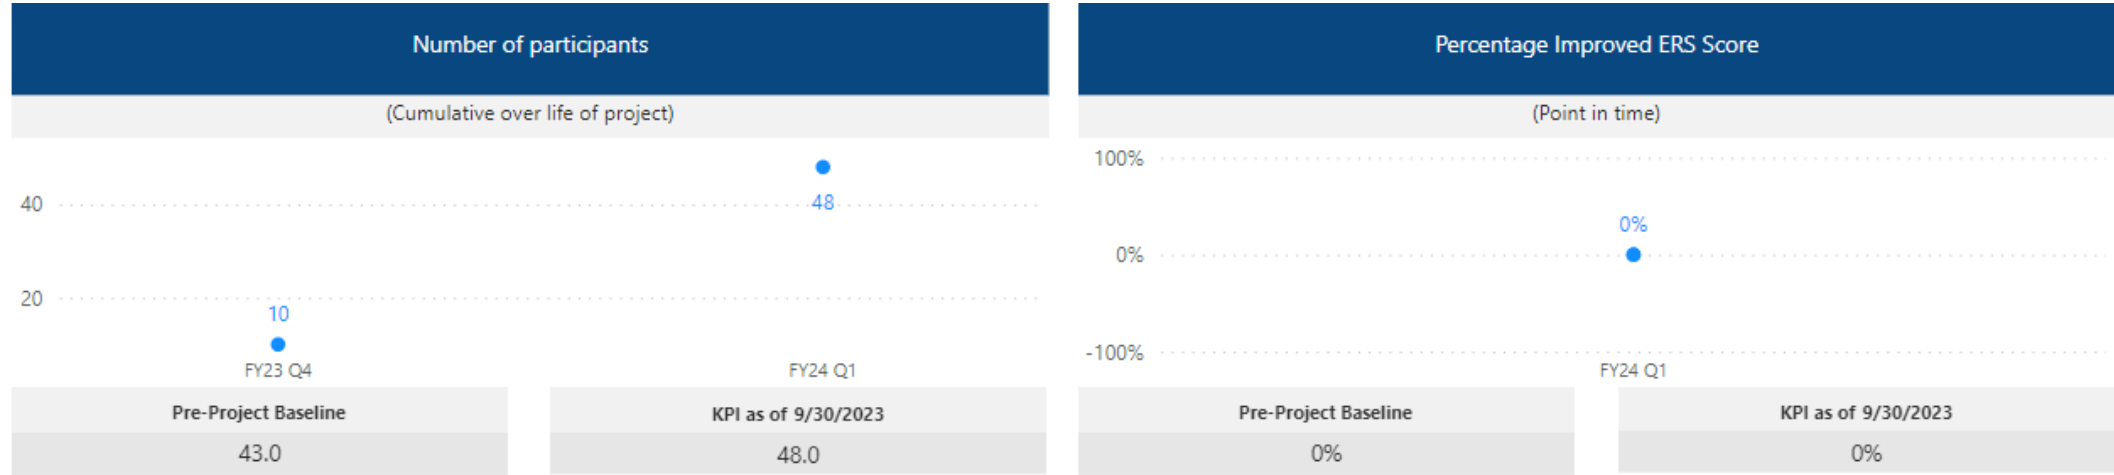 Number of participants
(Cumulative over life of project)
40
20
48
10
FY23 Q4
FY24 Q1
Pre-Project Baseline
KPI as of 9/30/2023
43.0
48.0
Percentage Improved ERS Score
(Point in time)
100%
0%
-100%
0%
FY24 Q1
Pre-Project Baseline
KPI as of 9/30/2023
0%
0%